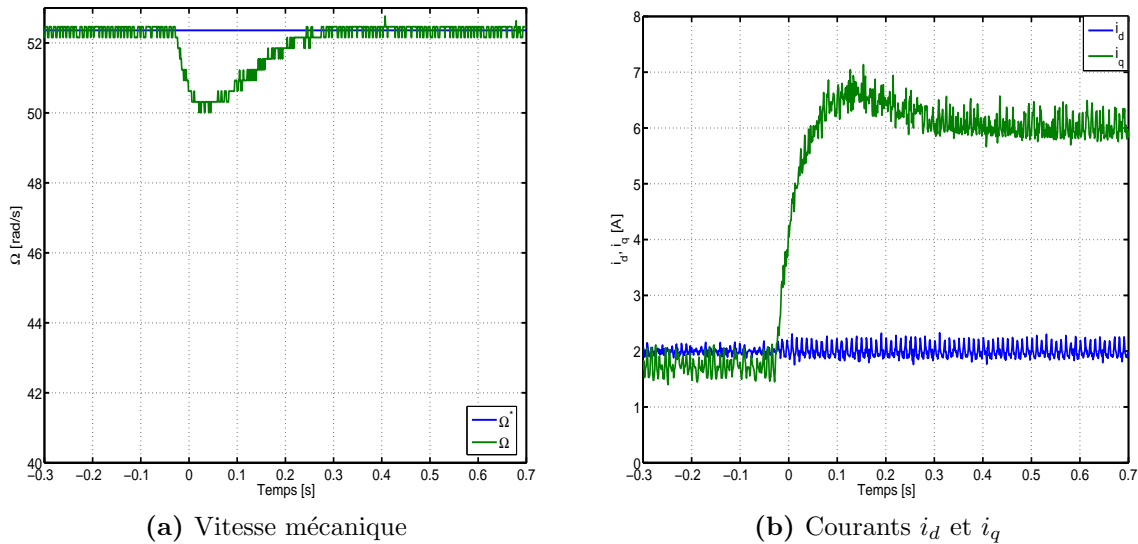 52
50
48
46
44
42
40
Ω [rad/s]
−0.3 −0.2 −0.1 0 0.1 0.2 0.3 0.4 0.5 0.6 0.7
Temps [s]
Ω*
Ω
(a) Vitesse mécanique
8
7
6
5
4
3
2
1
0
i_d, i_q [A]
−0.3 −0.2 −0.1 0 0.1 0.2 0.3 0.4 0.5 0.6 0.7
Temps [s]
i_d
i_q
(b) Courants i_d et i_q